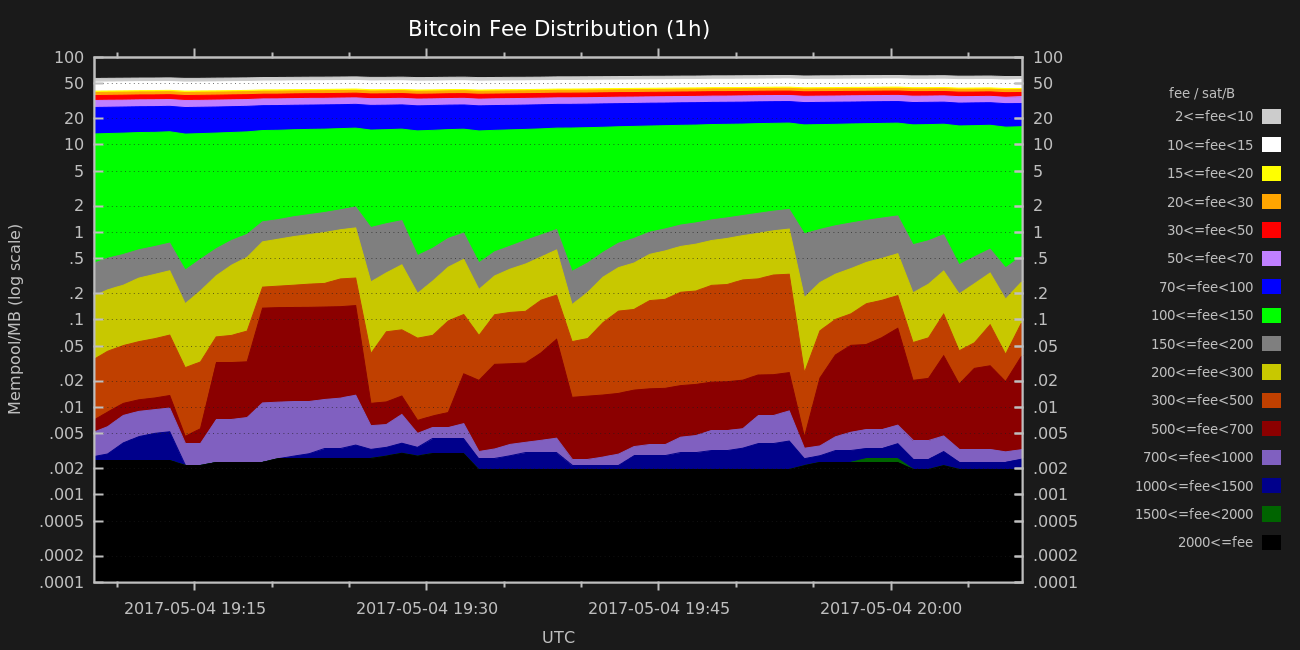 Bitcoin Fee Distribution (1h)
100
50
20
10
5
2
1
.5
.2
.1
.05
.02
.01
.005
.002
.001
.0005
.0002
.0001
Mempool/MB (log scale)
100
50
20
10
5
2
1
.5
.2
.1
.05
.02
.01
.005
.002
.001
.0005
.0002
.0001
2017-05-04 19:15
2017-05-04 19:30
2017-05-04 19:45
2017-05-04 20:00
UTC
fee / sat/B
2<=fee<10
10<=fee<15
15<=fee<20
20<=fee<30
30<=fee<50
50<=fee<70
70<=fee<100
100<=fee<150
150<=fee<200
200<=fee<300
300<=fee<500
500<=fee<700
700<=fee<1000
1000<=fee<1500
1500<=fee<2000
2000<=fee